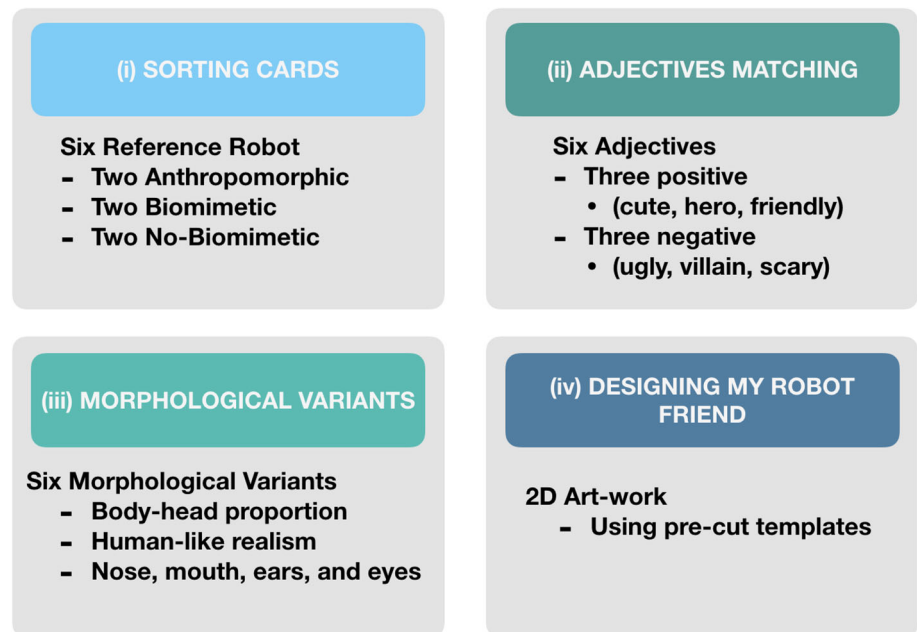 (i) SORTING CARDS
Six Reference Robot
- Two Anthropomorphic
- Two Biomimetic
- Two No-Biomimetic
(ii) ADJECTIVES MATCHING
Six Adjectives
- Three positive
• (cute, hero, friendly)
- Three negative
• (ugly, villain, scary)
(iii) MORPHOLOGICAL VARIANTS
Six Morphological Variants
- Body-head proportion
- Human-like realism
- Nose, mouth, ears, and eyes
(iv) DESIGNING MY ROBOT
FRIEND
2D Art-work
- Using pre-cut templates